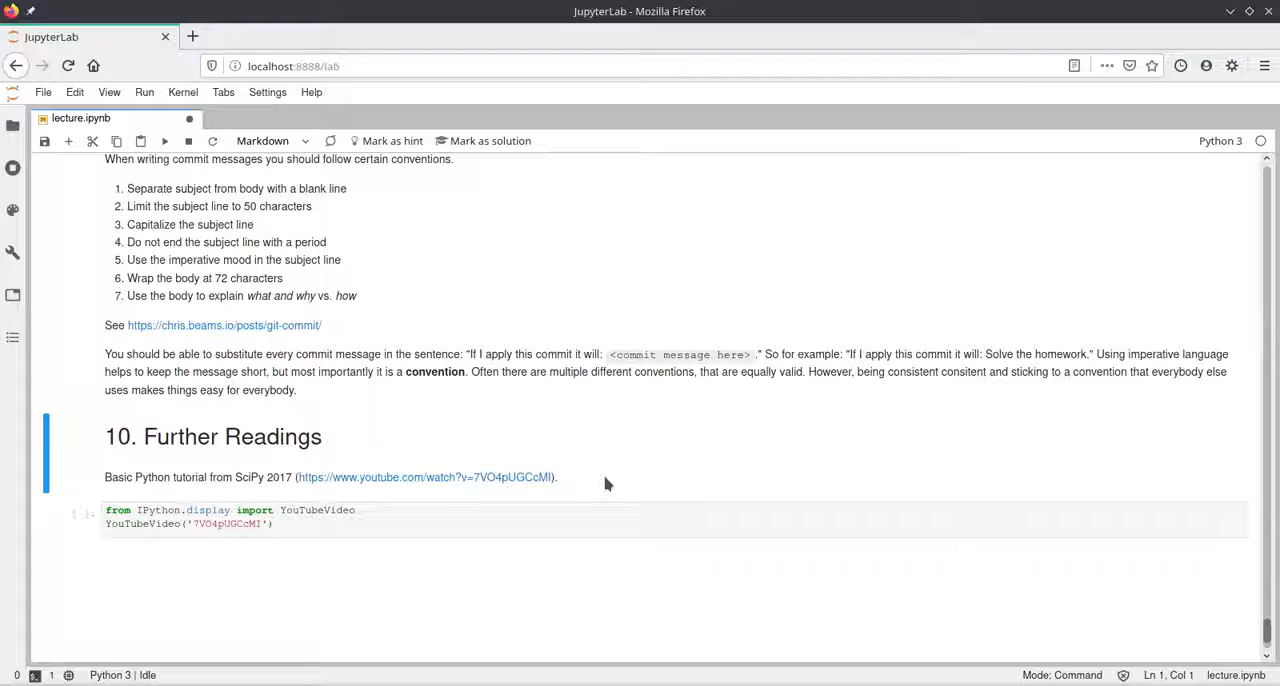 JupyterLab - Mozilla Firefox
JupyterLab
localhost:8888/lab
File Edit View Run Kernel Tabs Settings Help
lecture.ipynb
Markdown Mark as hint Mark as solution Python 3
When writing commit messages you should follow certain conventions.
1. Separate subject from body with a blank line
2. Limit the subject line to 50 characters
3. Capitalize the subject line
4. Do not end the subject line with a period
5. Use the imperative mood in the subject line
6. Wrap the body at 72 characters
7. Use the body to explain what and why vs. how
See https://chris.beams.io/posts/git-commit/
You should be able to substitute every commit message in the sentence: "If I apply this commit it will: <commit message here> ." So for example: "If I apply this commit it will: Solve the homework." Using imperative language
helps to keep the message short, but most importantly it is a convention. Often there are multiple different conventions, that are equally valid. However, being consistent consitent and sticking to a convention that everybody else
uses makes things easy for everybody.
10. Further Readings
Basic Python tutorial from SciPy 2017 (https://www.youtube.com/watch?v=7VO4pUGCcMI).
[ ]: from IPython.display import YouTubeVideo
YouTubeVideo('7VO4pUGCcMI')
0 1 Python 3 | Idle Mode: Command Ln 1, Col 1 lecture.ipynb